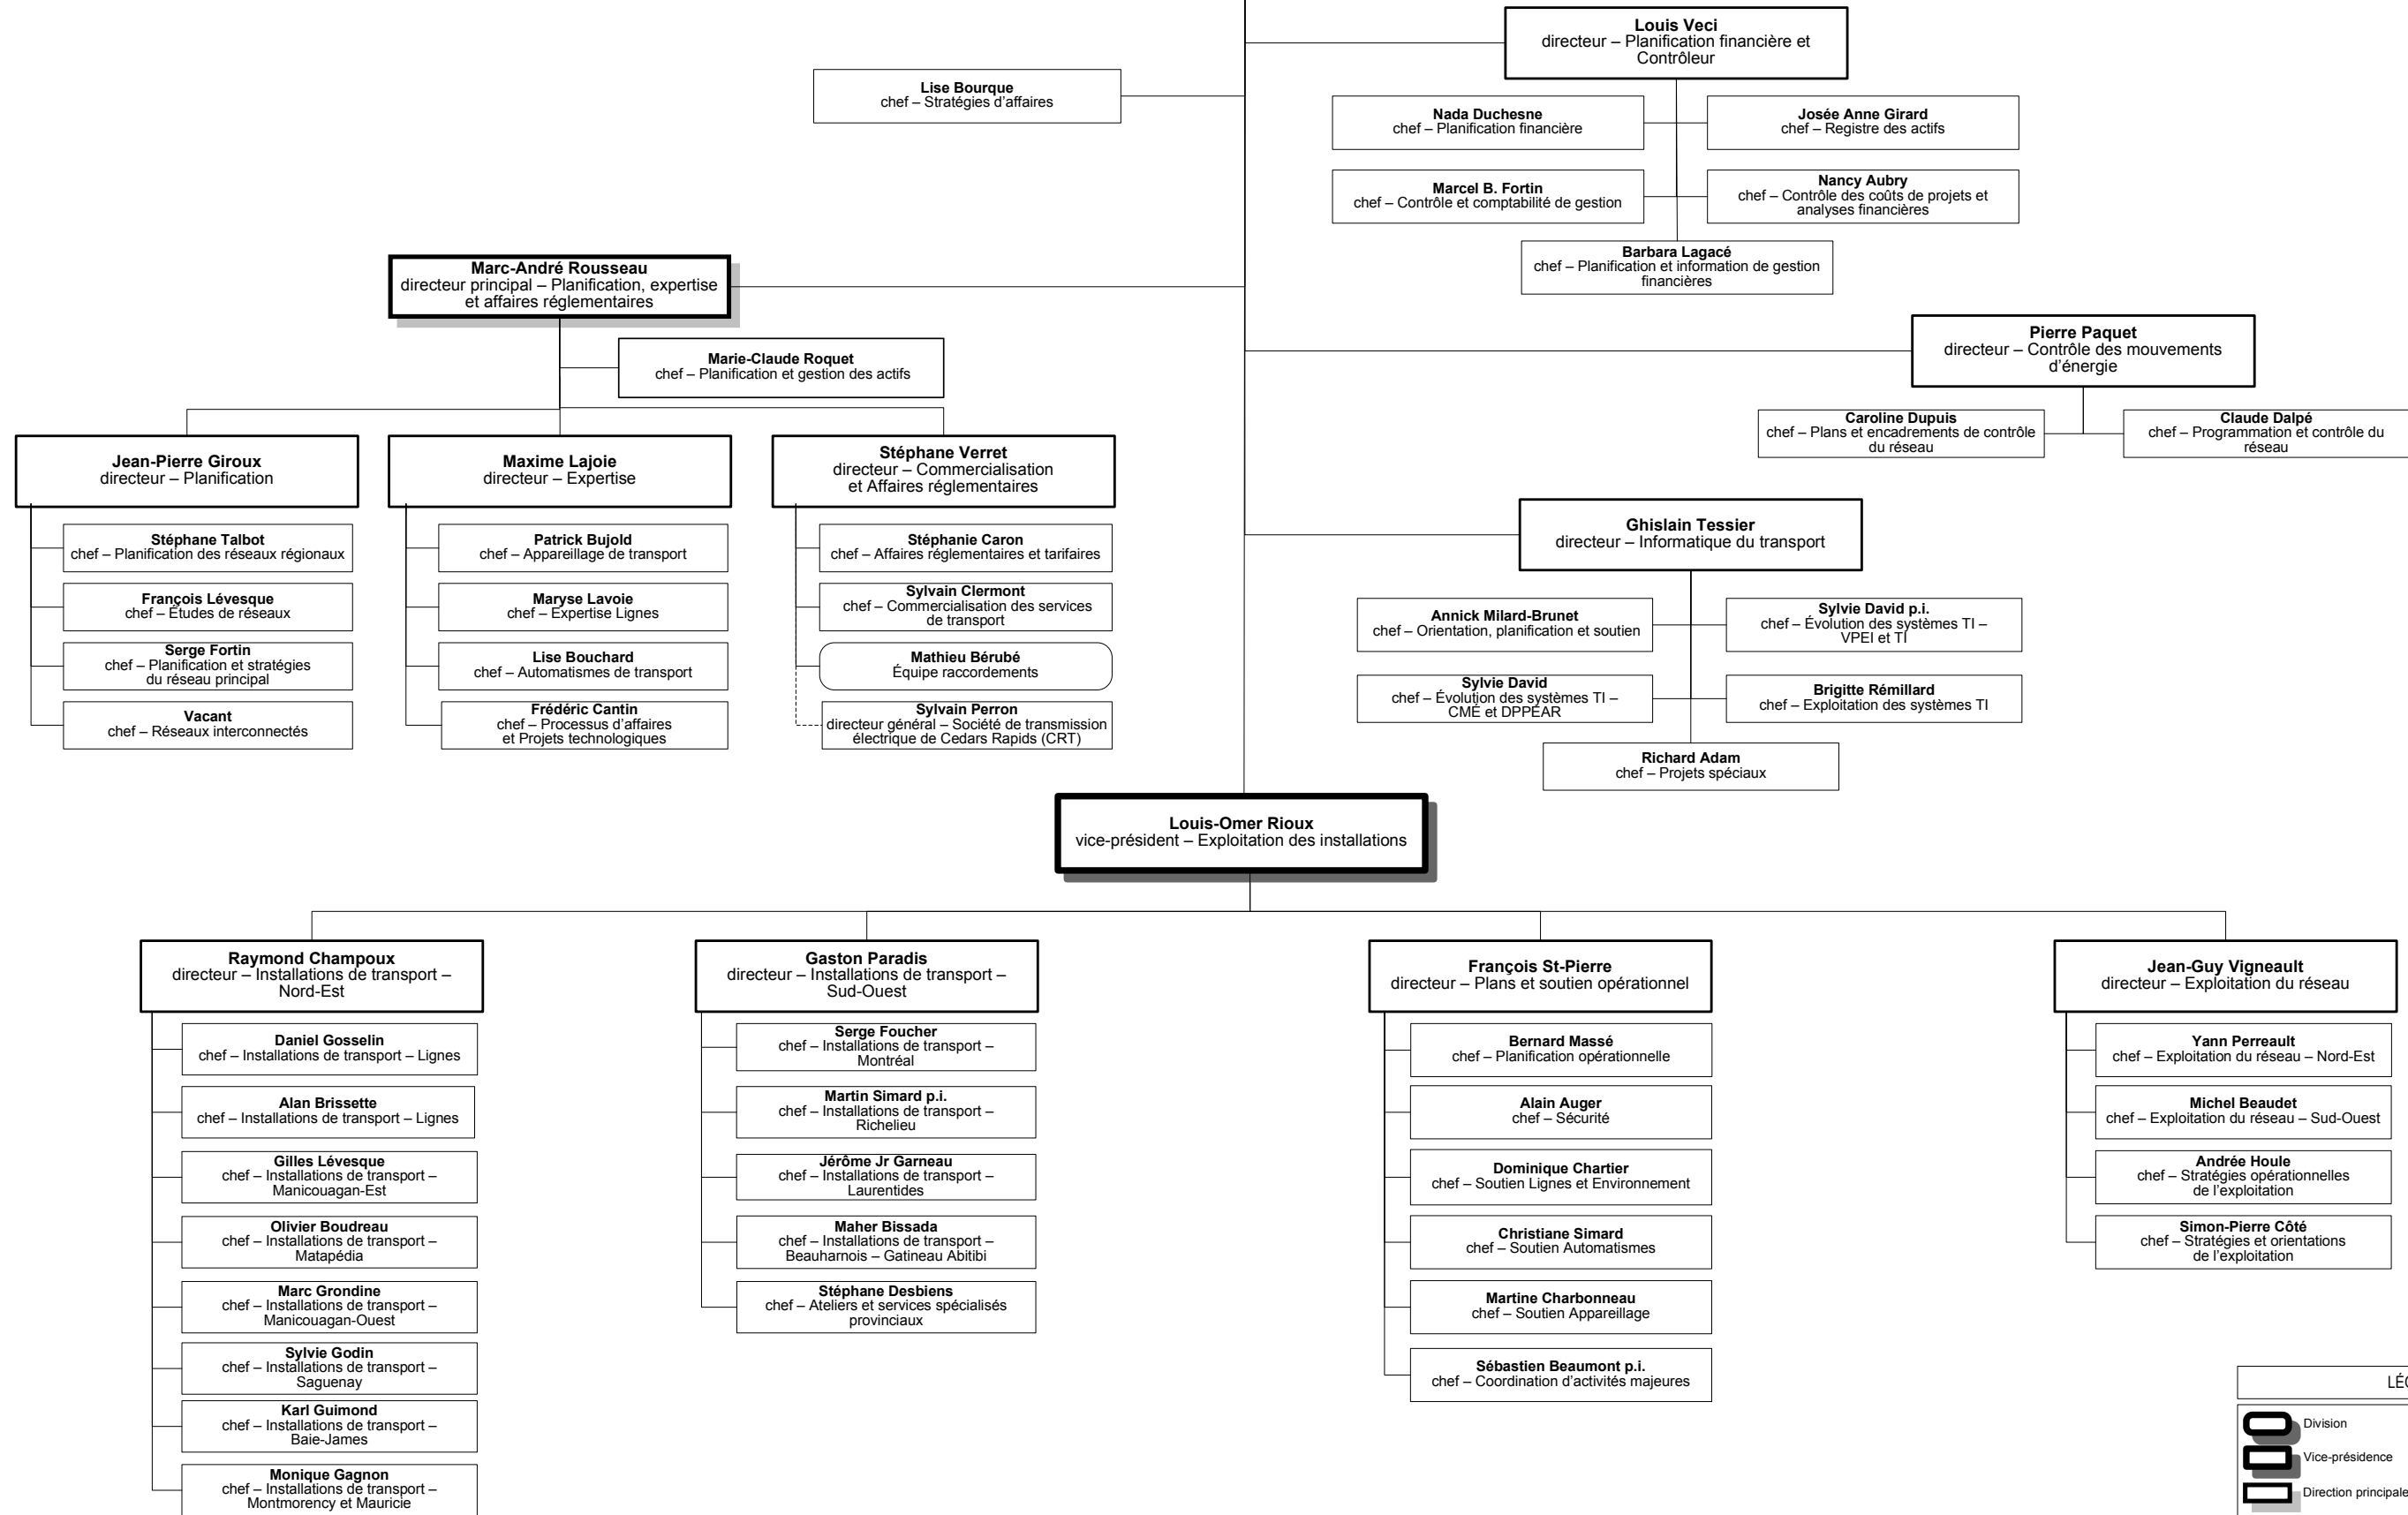 Louis Veci
directeur – Planification financière et
Contrôleur
Lise Bourque
chef – Stratégies d'affaires
Nada Duchesne
chef – Planification financière
Josée Anne Girard
chef – Registre des actifs
Marcel B. Fortin
chef – Contrôle et comptabilité de gestion
Nancy Aubry
chef – Contrôle des coûts de projets et
analyses financières
Barbara Lagacé
chef – Planification et information de gestion
financières
Marc-André Rousseau
directeur principal – Planification, expertise
et affaires réglementaires
Marie-Claude Roquet
chef – Planification et gestion des actifs
Pierre Paquet
directeur – Contrôle des mouvements
d'énergie
Caroline Dupuis
chef – Plans et encadrements de contrôle
du réseau
Claude Dalpé
chef – Programmation et contrôle du
réseau
Jean-Pierre Giroux
directeur – Planification
Stéphane Talbot
chef – Planification des réseaux régionaux
François Lévesque
chef – Études de réseaux
Serge Fortin
chef – Planification et stratégies
du réseau principal
Vacant
chef – Réseaux interconnectés
Maxime Lajoie
directeur – Expertise
Patrick Bujold
chef – Appareillage de transport
Maryse Lavoie
chef – Expertise Lignes
Lise Bouchard
chef – Automatismes de transport
Frédéric Cantin
chef – Processus d'affaires
et Projets technologiques
Stéphane Verret
directeur – Commercialisation
et Affaires réglementaires
Stéphanie Caron
chef – Affaires réglementaires et tarifaires
Sylvain Clermont
chef – Commercialisation des services
de transport
Mathieu Bérubé
Équipe raccordements
Sylvain Perron
directeur général – Société de transmission
électrique de Cedars Rapids (CRT)
Ghislain Tessier
directeur – Informatique du transport
Annick Milard-Brunet
chef – Orientation, planification et soutien
Sylvie David p.i.
chef – Évolution des systèmes TI –
VPEI et TI
Sylvie David
chef – Évolution des systèmes TI –
CMÉ et DPPÉAR
Brigitte Rémillard
chef – Exploitation des systèmes TI
Richard Adam
chef – Projets spéciaux
Louis-Omer Rioux
vice-président – Exploitation des installations
Raymond Champoux
directeur – Installations de transport –
Nord-Est
Daniel Gosselin
chef – Installations de transport – Lignes
Alan Brissette
chef – Installations de transport – Lignes
Gilles Lévesque
chef – Installations de transport –
Manicouagan-Est
Olivier Boudreau
chef – Installations de transport –
Matapédia
Marc Grondine
chef – Installations de transport –
Manicouagan-Ouest
Sylvie Godin
chef – Installations de transport –
Saguenay
Karl Guimond
chef – Installations de transport –
Baie-James
Monique Gagnon
chef – Installations de transport –
Montmorency et Mauricie
Gaston Paradis
directeur – Installations de transport –
Sud-Ouest
Serge Foucher
chef – Installations de transport –
Montréal
Martin Simard p.i.
chef – Installations de transport –
Richelieu
Jérôme Jr Garneau
chef – Installations de transport –
Laurentides
Maher Bissada
chef – Installations de transport –
Beauharnois – Gatineau Abitibi
Stéphane Desbiens
chef – Ateliers et services spécialisés
provinciaux
François St-Pierre
directeur – Plans et soutien opérationnel
Bernard Massé
chef – Planification opérationnelle
Alain Auger
chef – Sécurité
Dominique Chartier
chef – Soutien Lignes et Environnement
Christiane Simard
chef – Soutien Automatismes
Martine Charbonneau
chef – Soutien Appareillage
Sébastien Beaumont p.i.
chef – Coordination d'activités majeures
Jean-Guy Vigneault
directeur – Exploitation du réseau
Yann Perreault
chef – Exploitation du réseau – Nord-Est
Michel Beaudet
chef – Exploitation du réseau – Sud-Ouest
Andrée Houle
chef – Stratégies opérationnelles
de l'exploitation
Simon-Pierre Côté
chef – Stratégies et orientations
de l'exploitation
Division
Vice-présidence
Direction principale